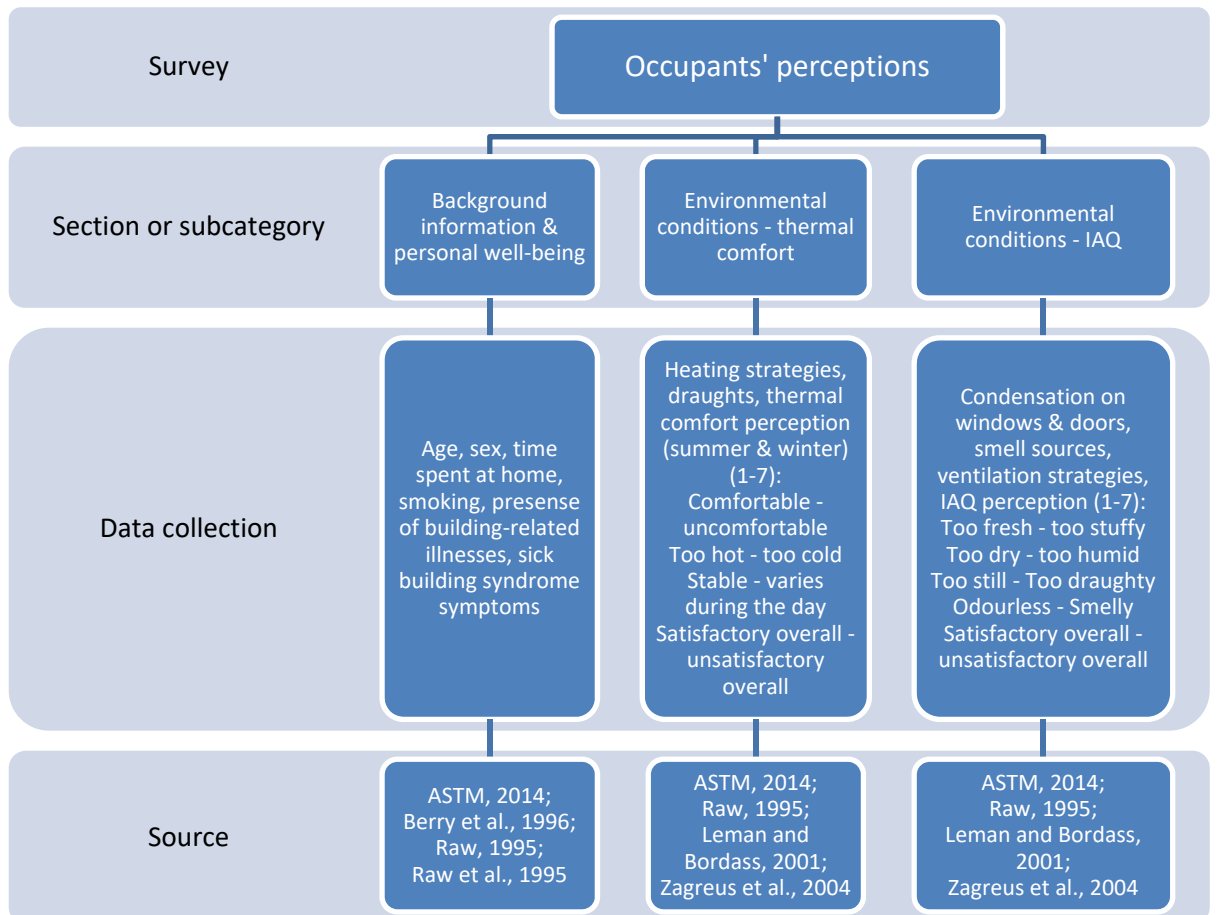 Survey
Occupants' perceptions
Section or subcategory
Background
information &
personal well-being
Environmental
conditions - thermal
comfort
Environmental
conditions - IAQ
Data collection
Age, sex, time
spent at home,
smoking, presense
of building-related
illnesses, sick
building syndrome
symptoms
Heating strategies,
draughts, thermal
comfort perception
(summer & winter)
(1-7):
Comfortable -
uncomfortable
Too hot - too cold
Stable - varies
during the day
Satisfactory overall -
unsatisfactory
overall
Condensation on
windows & doors,
smell sources,
ventilation strategies,
IAQ perception (1-7):
Too fresh - too stuffy
Too dry - too humid
Too still - Too draughty
Odourless - Smelly
Satisfactory overall -
unsatisfactory overall
Source
ASTM, 2014;
Berry et al., 1996;
Raw, 1995;
Raw et al., 1995
ASTM, 2014;
Raw, 1995;
Leman and
Bordass, 2001;
Zagreus et al., 2004
ASTM, 2014;
Raw, 1995;
Leman and Bordass,
2001;
Zagreus et al., 2004